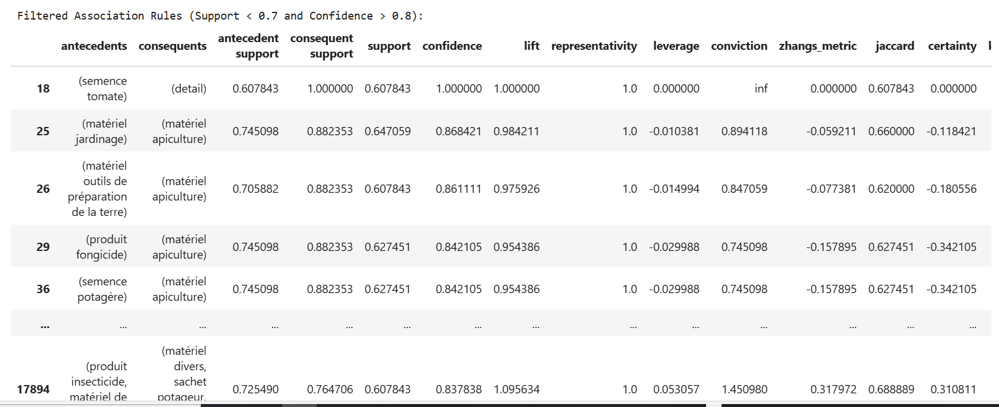 Filtered Association Rules (Support < 0.7 and Confidence > 0.8):
antecedents consequents antecedent support consequent support support confidence lift representativity leverage conviction zhangs_metric jaccard certainty
18 (semence tomate) (detail) 0.607843 1.000000 0.607843 1.000000 1.000000 1.0 0.000000 inf 0.000000 0.607843 0.000000
25 (matériel jardinage) (matériel apiculture) 0.745098 0.882353 0.647059 0.868421 0.984211 1.0 -0.010381 0.894118 -0.059211 0.660000 -0.118421
26 (matériel outils de préparation de la terre) (matériel apiculture) 0.705882 0.882353 0.607843 0.861111 0.975926 1.0 -0.014994 0.847059 -0.077381 0.620000 -0.180556
29 (produit fongicide) (matériel apiculture) 0.745098 0.882353 0.627451 0.842105 0.954386 1.0 -0.029988 0.745098 -0.157895 0.627451 -0.342105
36 (semence potagère) (matériel apiculture) 0.745098 0.882353 0.627451 0.842105 0.954386 1.0 -0.029988 0.745098 -0.157895 0.627451 -0.342105
... ... ... ... ... ... ... ... ... ... ... ... ... ...
17894 (produit insecticide, matériel de (matériel divers, sachet potageur, 0.725490 0.764706 0.607843 0.837838 1.095634 1.0 0.053057 1.450980 0.317972 0.688889 0.310811